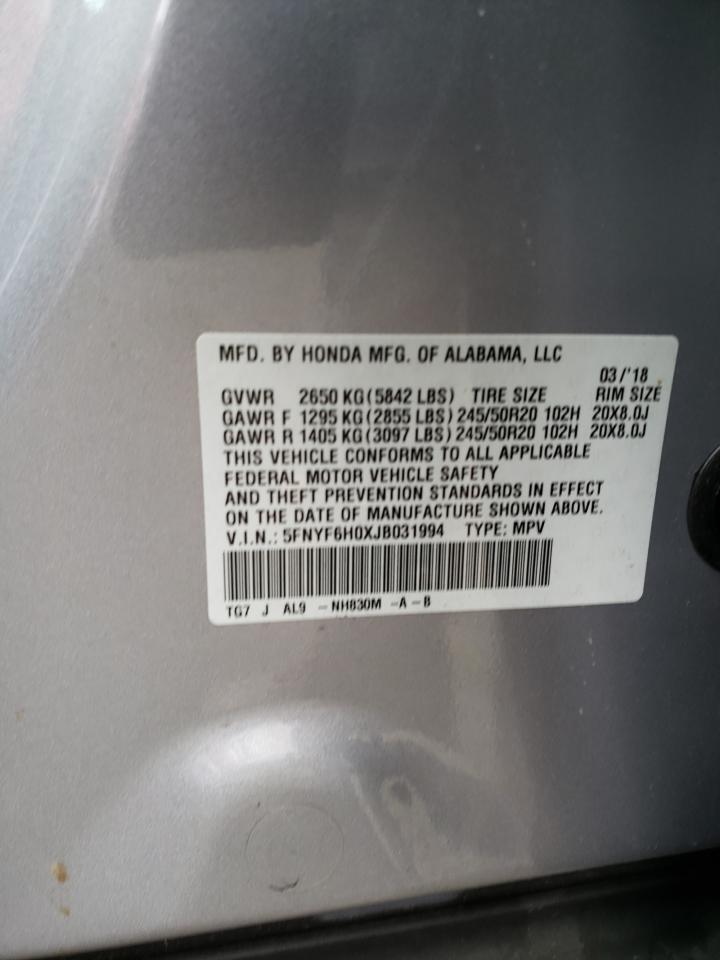 MFD. BY HONDA MFG. OF ALABAMA, LLC
03/'18
GVWR 2650 KG(5842 LBS) TIRE SIZE RIM SIZE
GAWR F 1295 KG(2855 LBS)245/50R20 102H 20X8.0J
GAWR R 1405 KG(3097 LBS)245/50R20 102H 20X8.0J
THIS VEHICLE CONFORMS TO ALL APPLICABLE
FEDERAL MOTOR VEHICLE SAFETY
AND THEFT PREVENTION STANDARDS IN EFFECT
ON THE DATE OF MANUFACTURE SHOWN ABOVE.
V.I.N.: 5FNYF6H0XJB031994 TYPE: MPV
TG7 J AL9 -NH830M -A-B